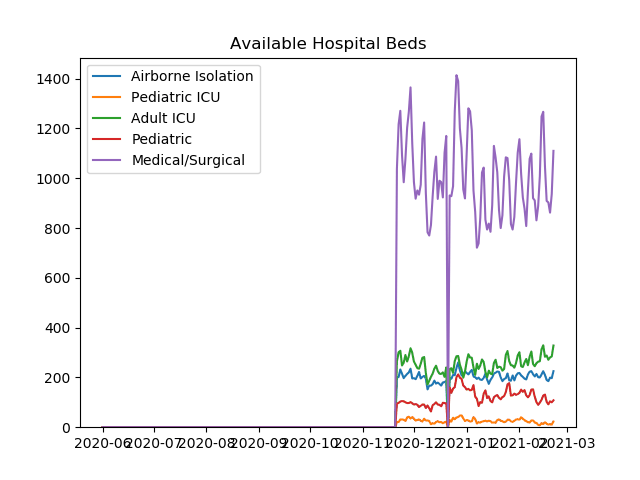 Available Hospital Beds
Airborne Isolation
Pediatric ICU
Adult ICU
Pediatric
Medical/Surgical
1400
1200
1000
800
600
400
200
0
2020-06 2020-07 2020-08 2020-09 2020-10 2020-11 2020-12 2021-01 2021-02 2021-03